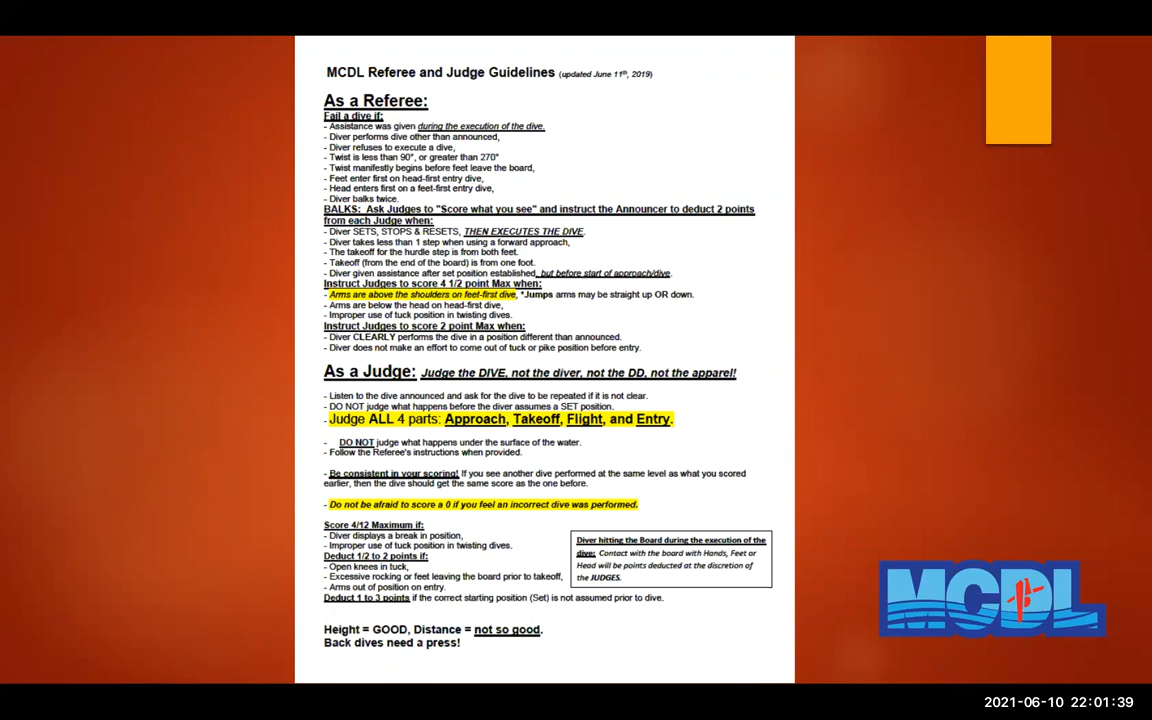 MCDL Referee and Judge Guidelines (updated June 11th, 2019)
As a Referee:
Fail a dive if:
- Assistance was given during the execution of the dive.
- Diver performs dive other than announced,
- Diver refuses to execute a dive,
- Twist is less than 90°, or greater than 270°
- Twist manifestly begins before feet leave the board,
- Feet enter first on head-first entry dive,
- Head enters first on a feet-first entry dive,
- Diver balks twice.
BALKS: Ask Judges to "Score what you see" and instruct the Announcer to deduct 2 points
from each Judge when:
- Diver SETS, STOPS & RESETS, THEN EXECUTES THE DIVE.
- Diver takes less than 1 step when using a forward approach,
- The takeoff for the hurdle step is from both feet.
- Takeoff (from the end of the board) is from one foot.
- Diver given assistance after set position established, but before start of approach/dive.
Instruct Judges to score 4 1/2 point Max when:
- Arms are above the shoulders on feel-first dive, *Jumps arms may be straight up OR down.
- Arms are below the head on head-first dive,
- Improper use of tuck position in twisting dives.
Instruct Judges to score 2 point Max when:
- Diver CLEARLY performs the dive in a position different than announced.
- Diver does not make an effort to come out of tuck or pike position before entry.
As a Judge: Judge the DIVE, not the diver, not the DD, not the apparel!
- Listen to the dive announced and ask for the dive to be repeated if it is not clear.
- DO NOT judge what happens before the diver assumes a SET position.
- Judge ALL 4 parts: Approach, Takeoff, Flight, and Entry.
- DO NOT judge what happens under the surface of the water.
- Follow the Referee's instructions when provided.
- Be consistent in your scoring! If you see another dive performed at the same level as what you scored
earlier, then the dive should get the same score as the one before.
- Do not be afraid to score a 0 if you feel an incorrect dive was performed.
Score 4/12 Maximum if:
- Diver displays a break in position,
- Improper use of tuck position in twisting dives.
Deduct 1/2 to 2 points if:
- Open knees in tuck,
- Excessive rocking or feet leaving the board prior to takeoff,
- Arms out of position on entry.
Deduct 1 to 3 points if the correct starting position (Set) is not assumed prior to dive.
Diver hitting the Board during the execution of the
dive: Contact with the board with Hands, Feet or
Head will be points deducted at the discretion of
the JUDGES.
Height = GOOD, Distance = not so good.
Back dives need a press!
MCDL
2021-06-10 22:01:39